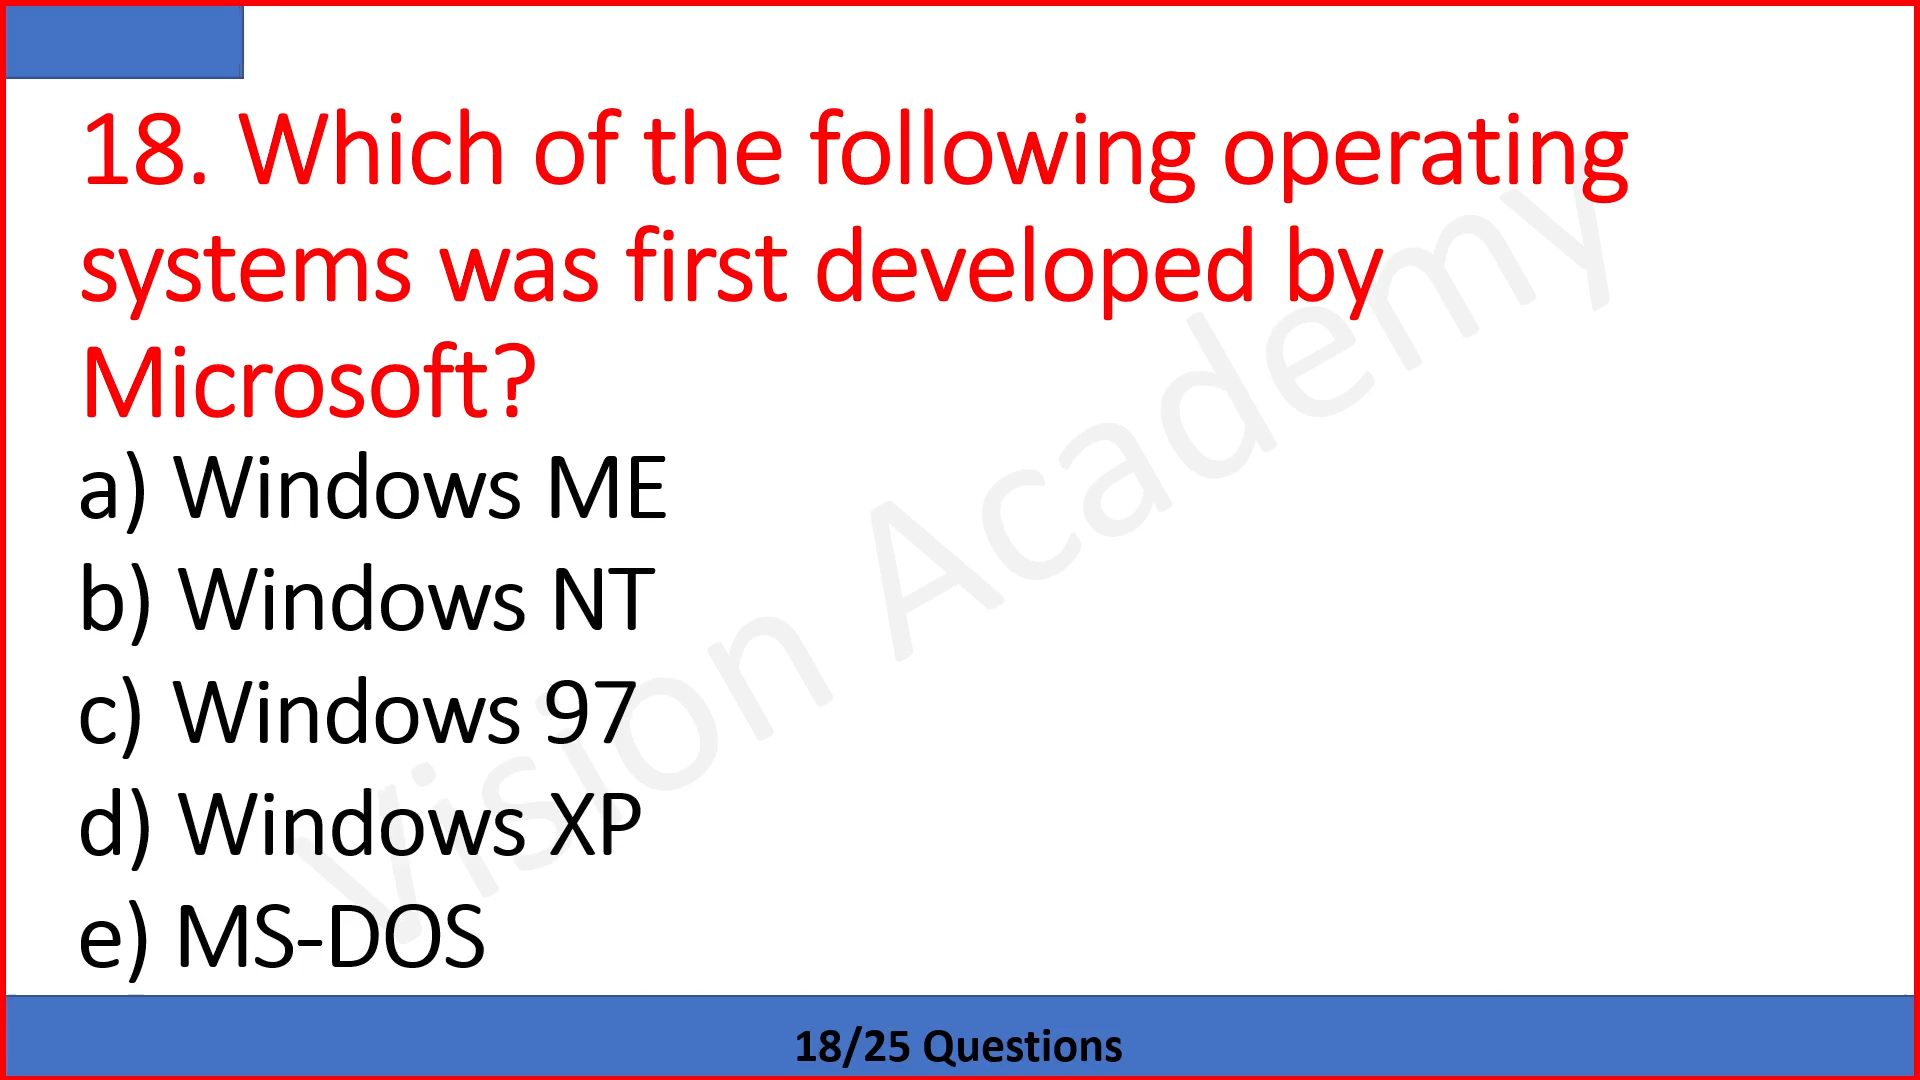 18. Which of the following operating
systems was first developed by
Microsoft?
a) Windows ME
b) Windows NT
c) Windows 97
d) Windows XP
e) MS-DOS
Vision Academy
18/25 Questions